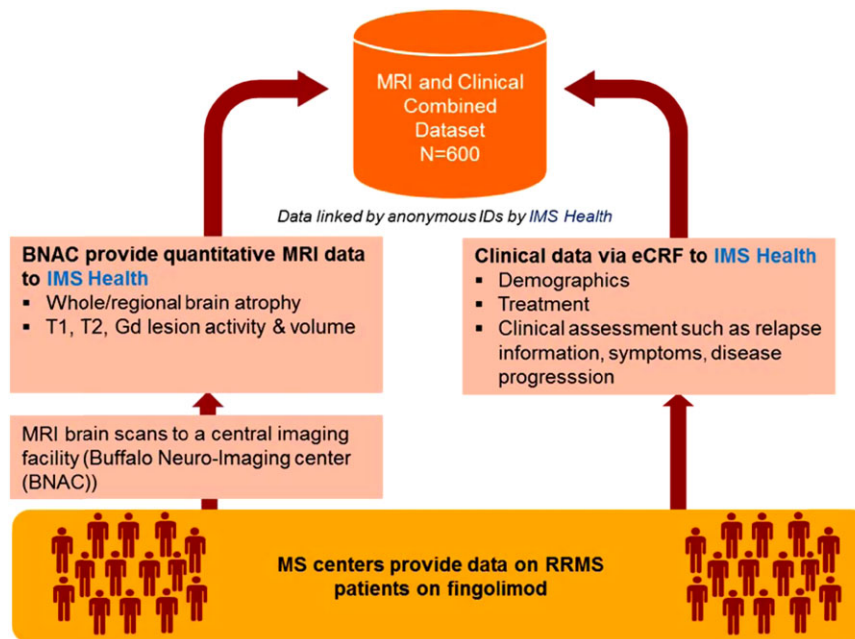 MRI and Clinical
Combined
Dataset
N=600
Data linked by anonymous IDs by IMS Health
BNAC provide quantitative MRI data
to IMS Health
▪ Whole/regional brain atrophy
▪ T1, T2, Gd lesion activity & volume
Clinical data via eCRF to IMS Health
▪ Demographics
▪ Treatment
▪ Clinical assessment such as relapse
information, symptoms, disease
progresssion
MRI brain scans to a central imaging
facility (Buffalo Neuro-Imaging center
(BNAC))
MS centers provide data on RRMS
patients on fingolimod